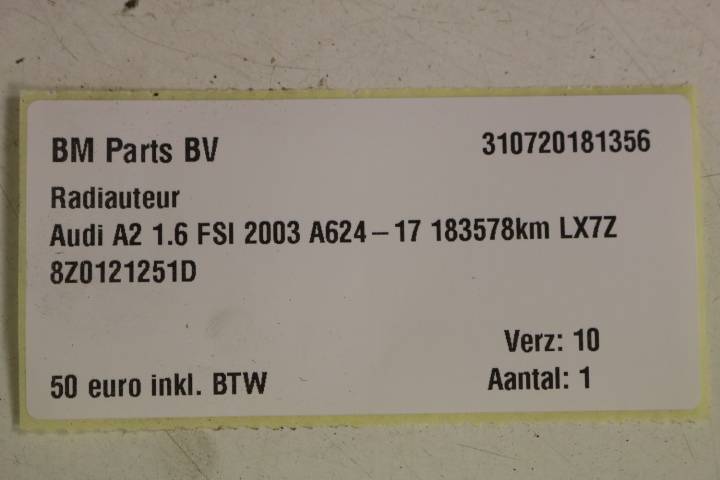 BM Parts BV 310720181356
Radiauteur
Audi A2 1.6 FSI 2003 A624-17 183578km LX7Z
8Z0121251D
Verz: 10
50 euro inkl. BTW Aantal: 1